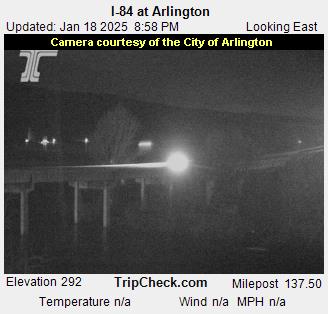 I-84 at Arlington
Updated: Jan 18 2025 8:58 PM Looking East
Camera courtesy of the City of Arlington
Elevation 292 TripCheck.com Milepost 137.50
Temperature n/a Wind n/a MPH n/a